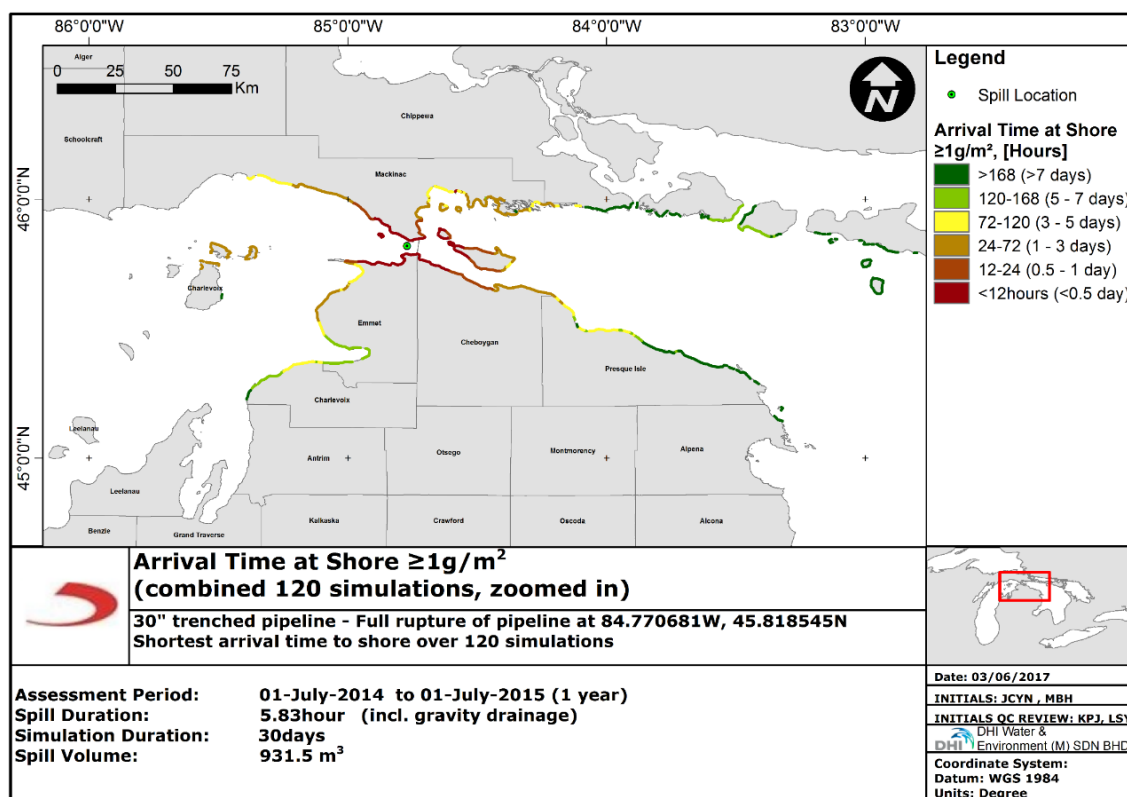 86°0'0"W 85°0'0"W 84°0'0"W 83°0'0"W
Alger
0 25 50 75
Km
N
Chippewa
Schoolcraft
Mackinac
46°0'0"N
Charlevoix
Emmet
Cheboygan
Presque Isle
Charlevoix
Leelanau
45°0'0"N
Antrim
Otsego
Montmorency
Alpena
Leelanau
Benzie
Grand Traverse
Kalkaska
Crawford
Oscoda
Alcona
Legend
Spill Location
Arrival Time at Shore
≥1g/m², [Hours]
>168 (>7 days)
120-168 (5 - 7 days)
72-120 (3 - 5 days)
24-72 (1 - 3 days)
12-24 (0.5 - 1 day)
<12hours (<0.5 day)
Arrival Time at Shore ≥1g/m²
(combined 120 simulations, zoomed in)
30" trenched pipeline - Full rupture of pipeline at 84.770681W, 45.818545N
Shortest arrival time to shore over 120 simulations
Assessment Period: 01-July-2014 to 01-July-2015 (1 year)
Spill Duration: 5.83hour (incl. gravity drainage)
Simulation Duration: 30days
Spill Volume: 931.5 m³
Date: 03/06/2017
INITIALS: JCYN , MBH
INITIALS QC REVIEW: KPJ, LSY
DHI
DHI Water &
Environment (M) SDN BHD
Coordinate System:
Datum: WGS 1984
Units: Degree